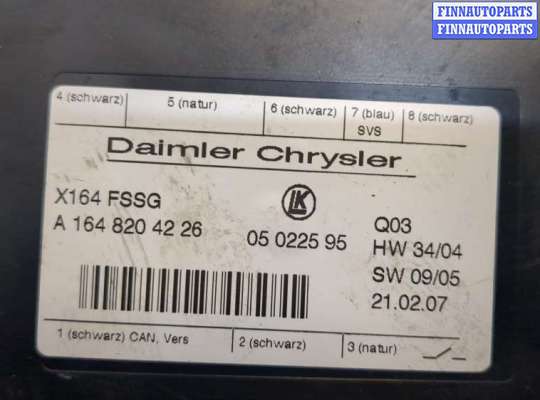 FINNAUTOPARTS
FINNAUTOPARTS
4 (schwarz) 5 (natur) 6 (schwarz) 7 (blau) 8 (schwarz)
SVS
Daimler Chrysler
X164 FSSG LK Q03
A 164 820 42 26 05 0225 95 HW 34/04
SW 09/05
21.02.07
1 (schwarz) CAN, Vers 2 (schwarz) 3 (natur)